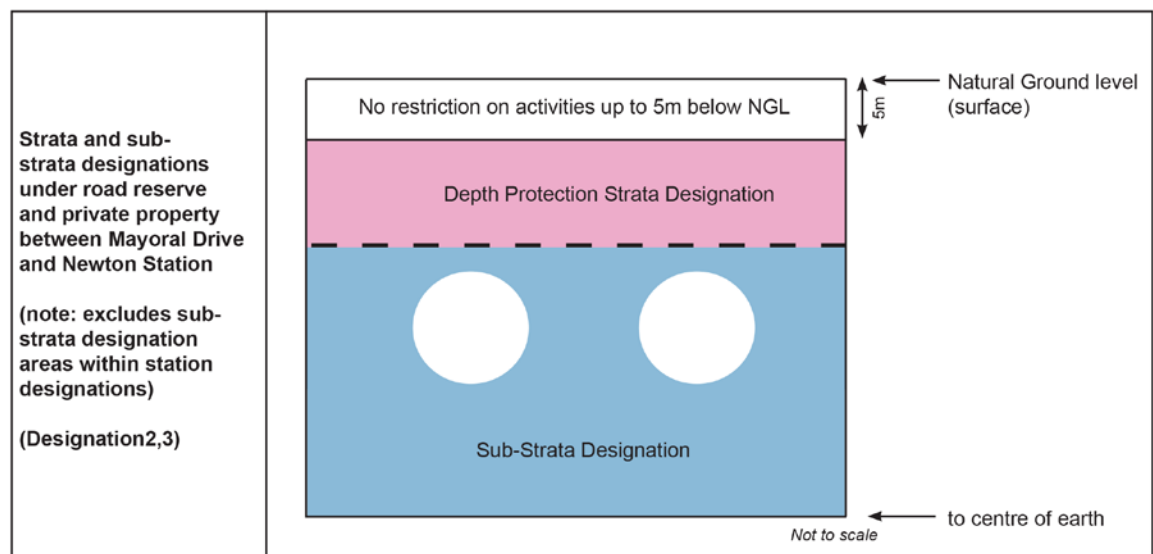 Strata and sub-
strata designations
under road reserve
and private property
between Mayoral Drive
and Newton Station
(note: excludes sub-
strata designation
areas within station
designations)
(Designation2,3)
No restriction on activities up to 5m below NGL
5m
Natural Ground level
(surface)
Depth Protection Strata Designation
Sub-Strata Designation
to centre of earth
Not to scale